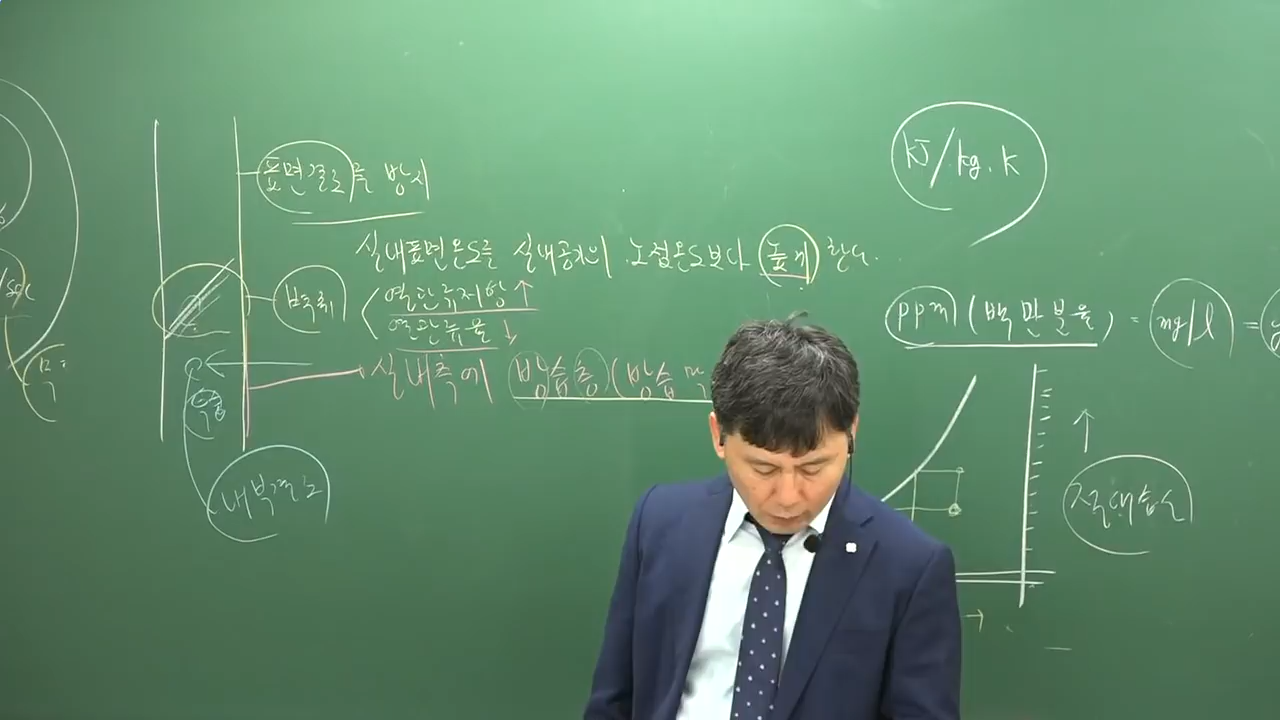 표면결로를 방지
실내표면온도를 실내공기의 노점온도보다 높게 한다.
열관류저항↑
열관류율↓
실내측에 방습층(방습막
내부결로
kJ/kg.K
ppm (백만분율) = mg/l =
↑
절대습도
→